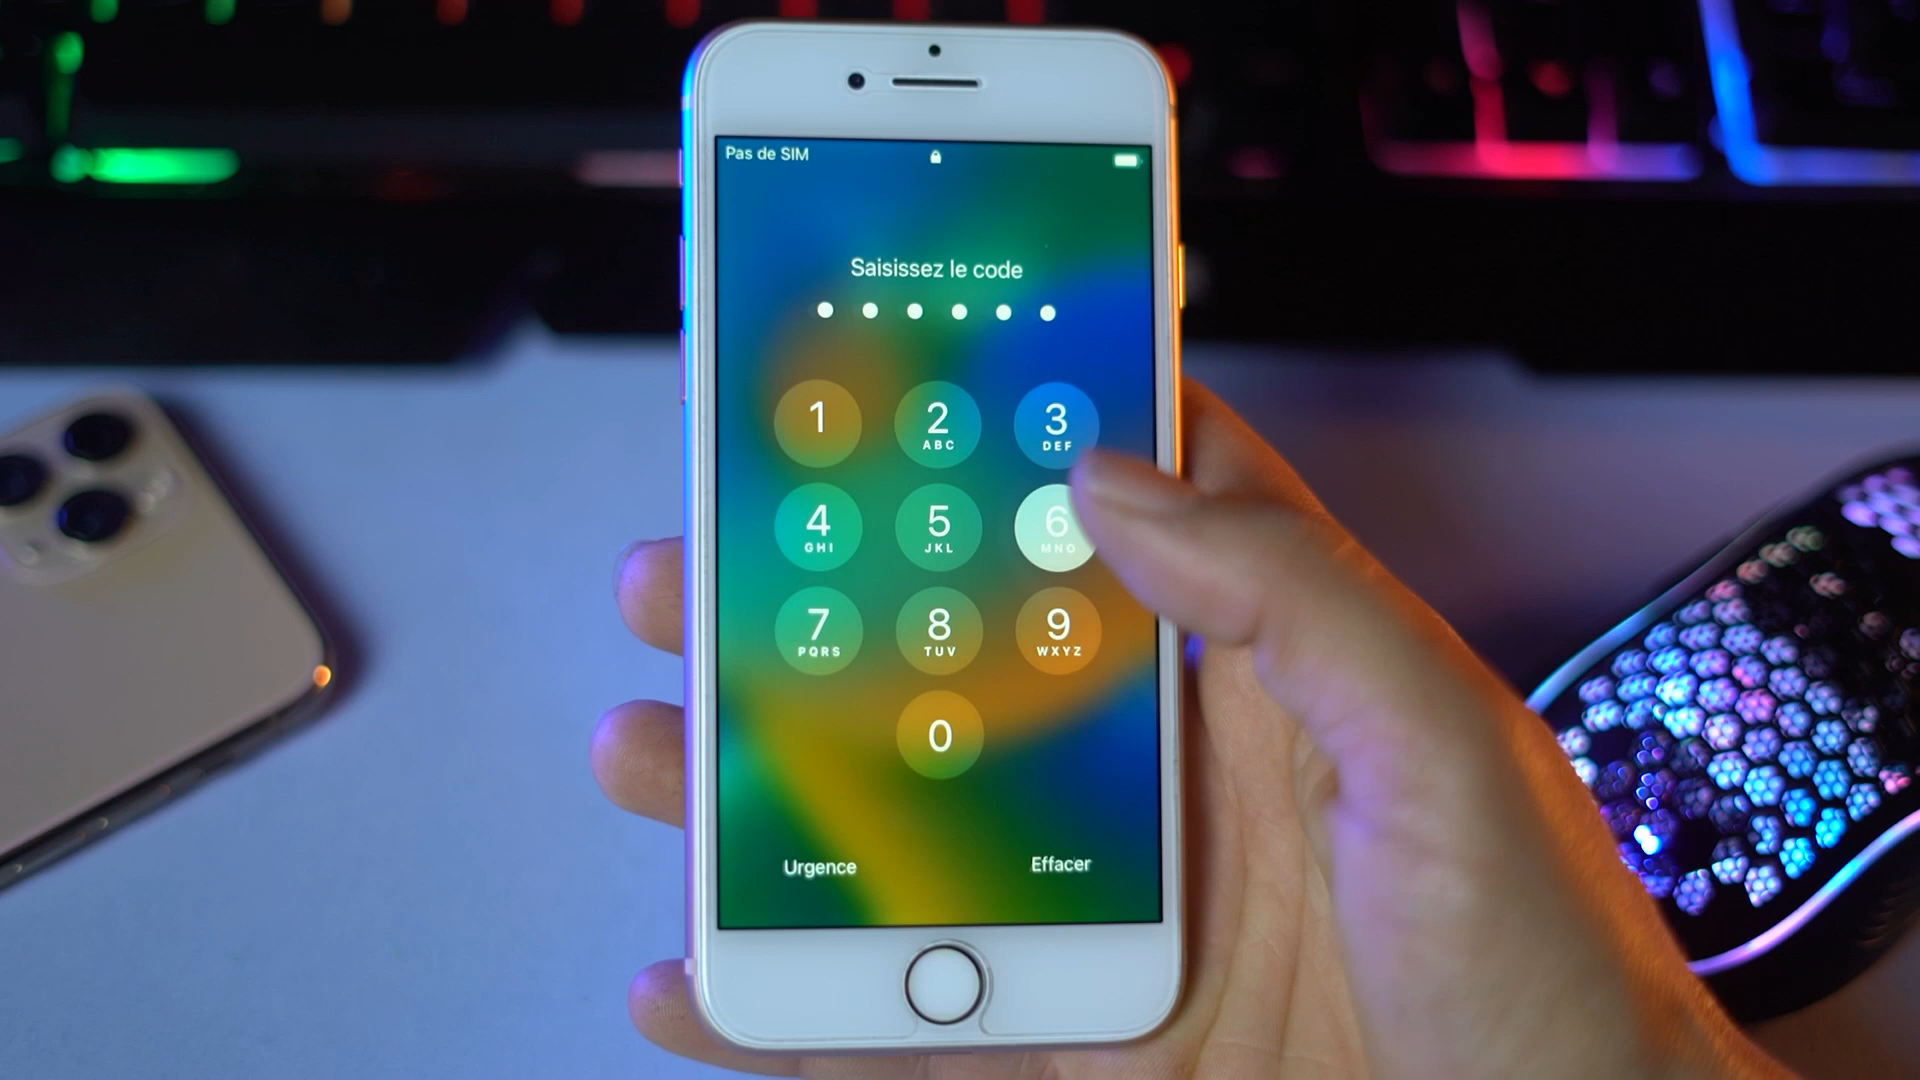 Pas de SIM
Saisissez le code
1 2 3
ABC DEF
4 5 6
GHI JKL MNO
7 8 9
PQRS TUV WXYZ
0
Urgence Effacer